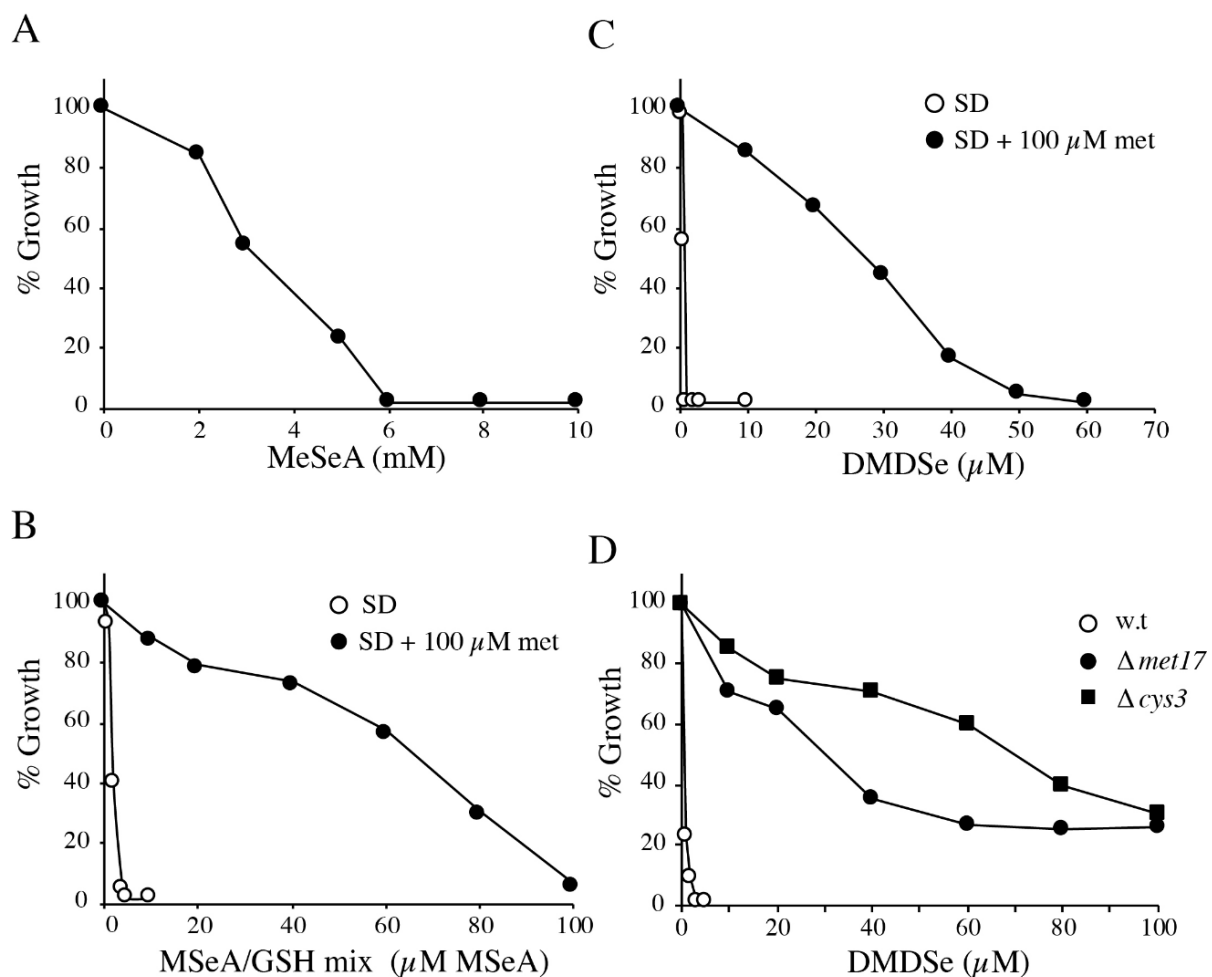 A
100
80
60
40
20
0
% Growth
0 2 4 6 8 10
MeSeA (mM)
B
100
80
60
40
20
0
% Growth
SD
SD + 100 µM met
0 20 40 60 80 100
MSeA/GSH mix (µM MSeA)
C
100
80
60
40
20
0
% Growth
SD
SD + 100 µM met
0 10 20 30 40 50 60 70
DMDSe (µM)
D
100
80
60
40
20
0
% Growth
w.t
Δmet17
Δcys3
0 20 40 60 80 100
DMDSe (µM)